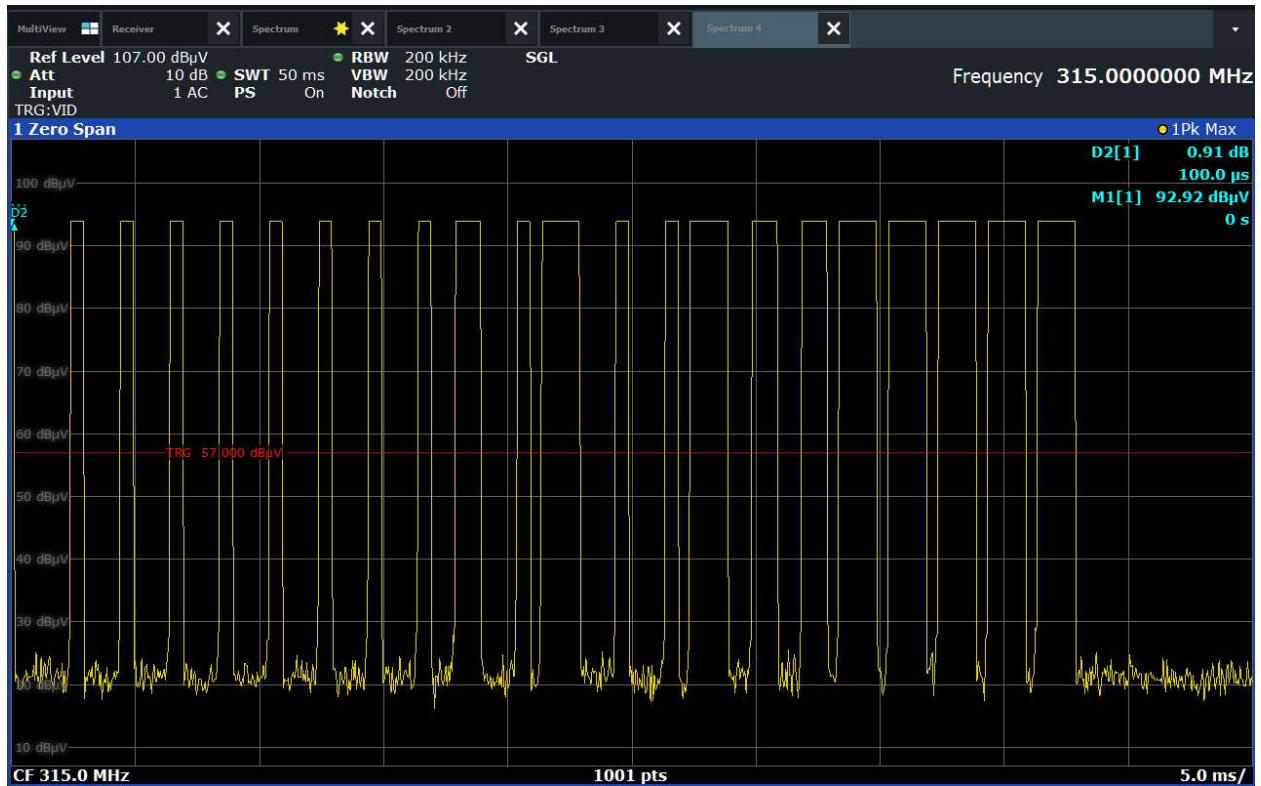 MultiView Receiver Spectrum Spectrum 2 Spectrum 3 Spectrum 4
Ref Level 107.00 dBµV RBW 200 kHz SGL
Att 10 dB SWT 50 ms VBW 200 kHz
Input 1 AC PS On Notch Off
Frequency 315.0000000 MHz
TRG:VID
1 Zero Span 1Pk Max
D2[1] 0.91 dB
100.0 µs
M1[1] 92.92 dBµV
0 s
100 dBµV
D2
90 dBµV
80 dBµV
70 dBµV
60 dBµV
TRG 57.000 dBµV
50 dBµV
40 dBµV
30 dBµV
10 dBµV
CF 315.0 MHz 1001 pts 5.0 ms/